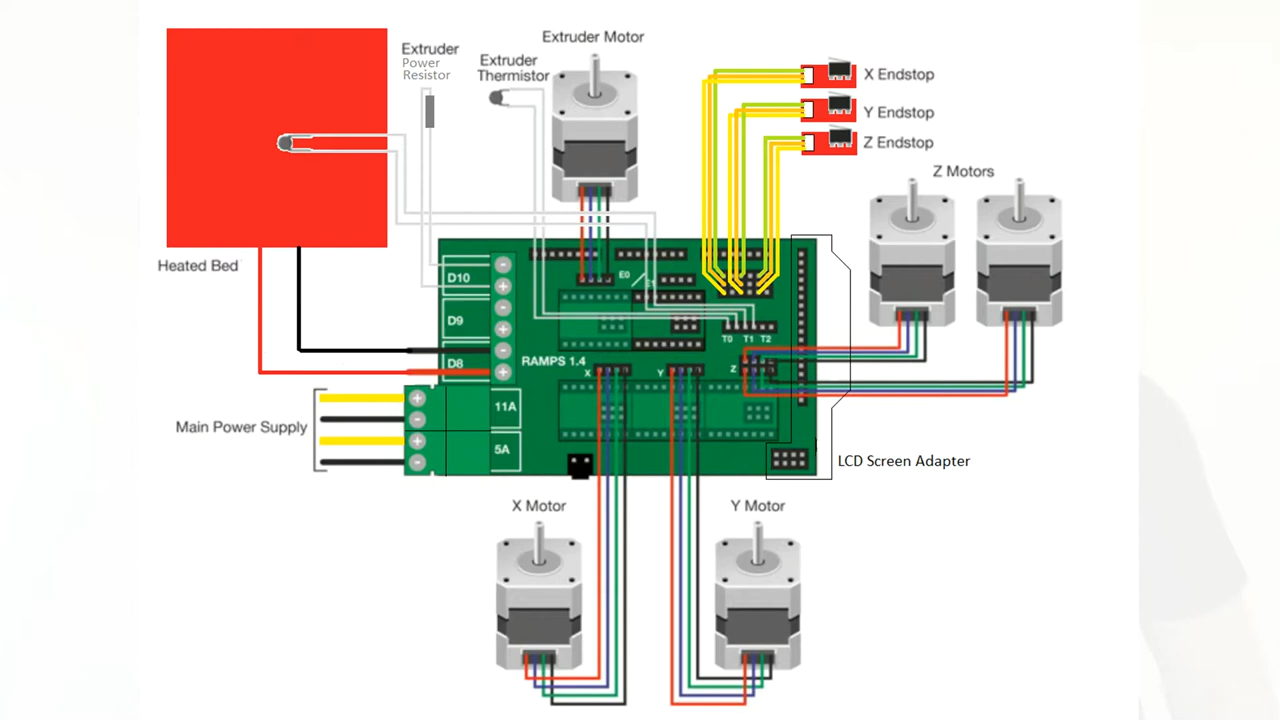 Extruder Motor
Extruder
Power
Resistor
Extruder
Thermistor
X Endstop
Y Endstop
Z Endstop
Z Motors
Heated Bed
D10
E0
E1
D9
T0 T1 T2
D8
RAMPS 1.4
X
Y
Z
Main Power Supply
11A
5A
LCD Screen Adapter
X Motor
Y Motor